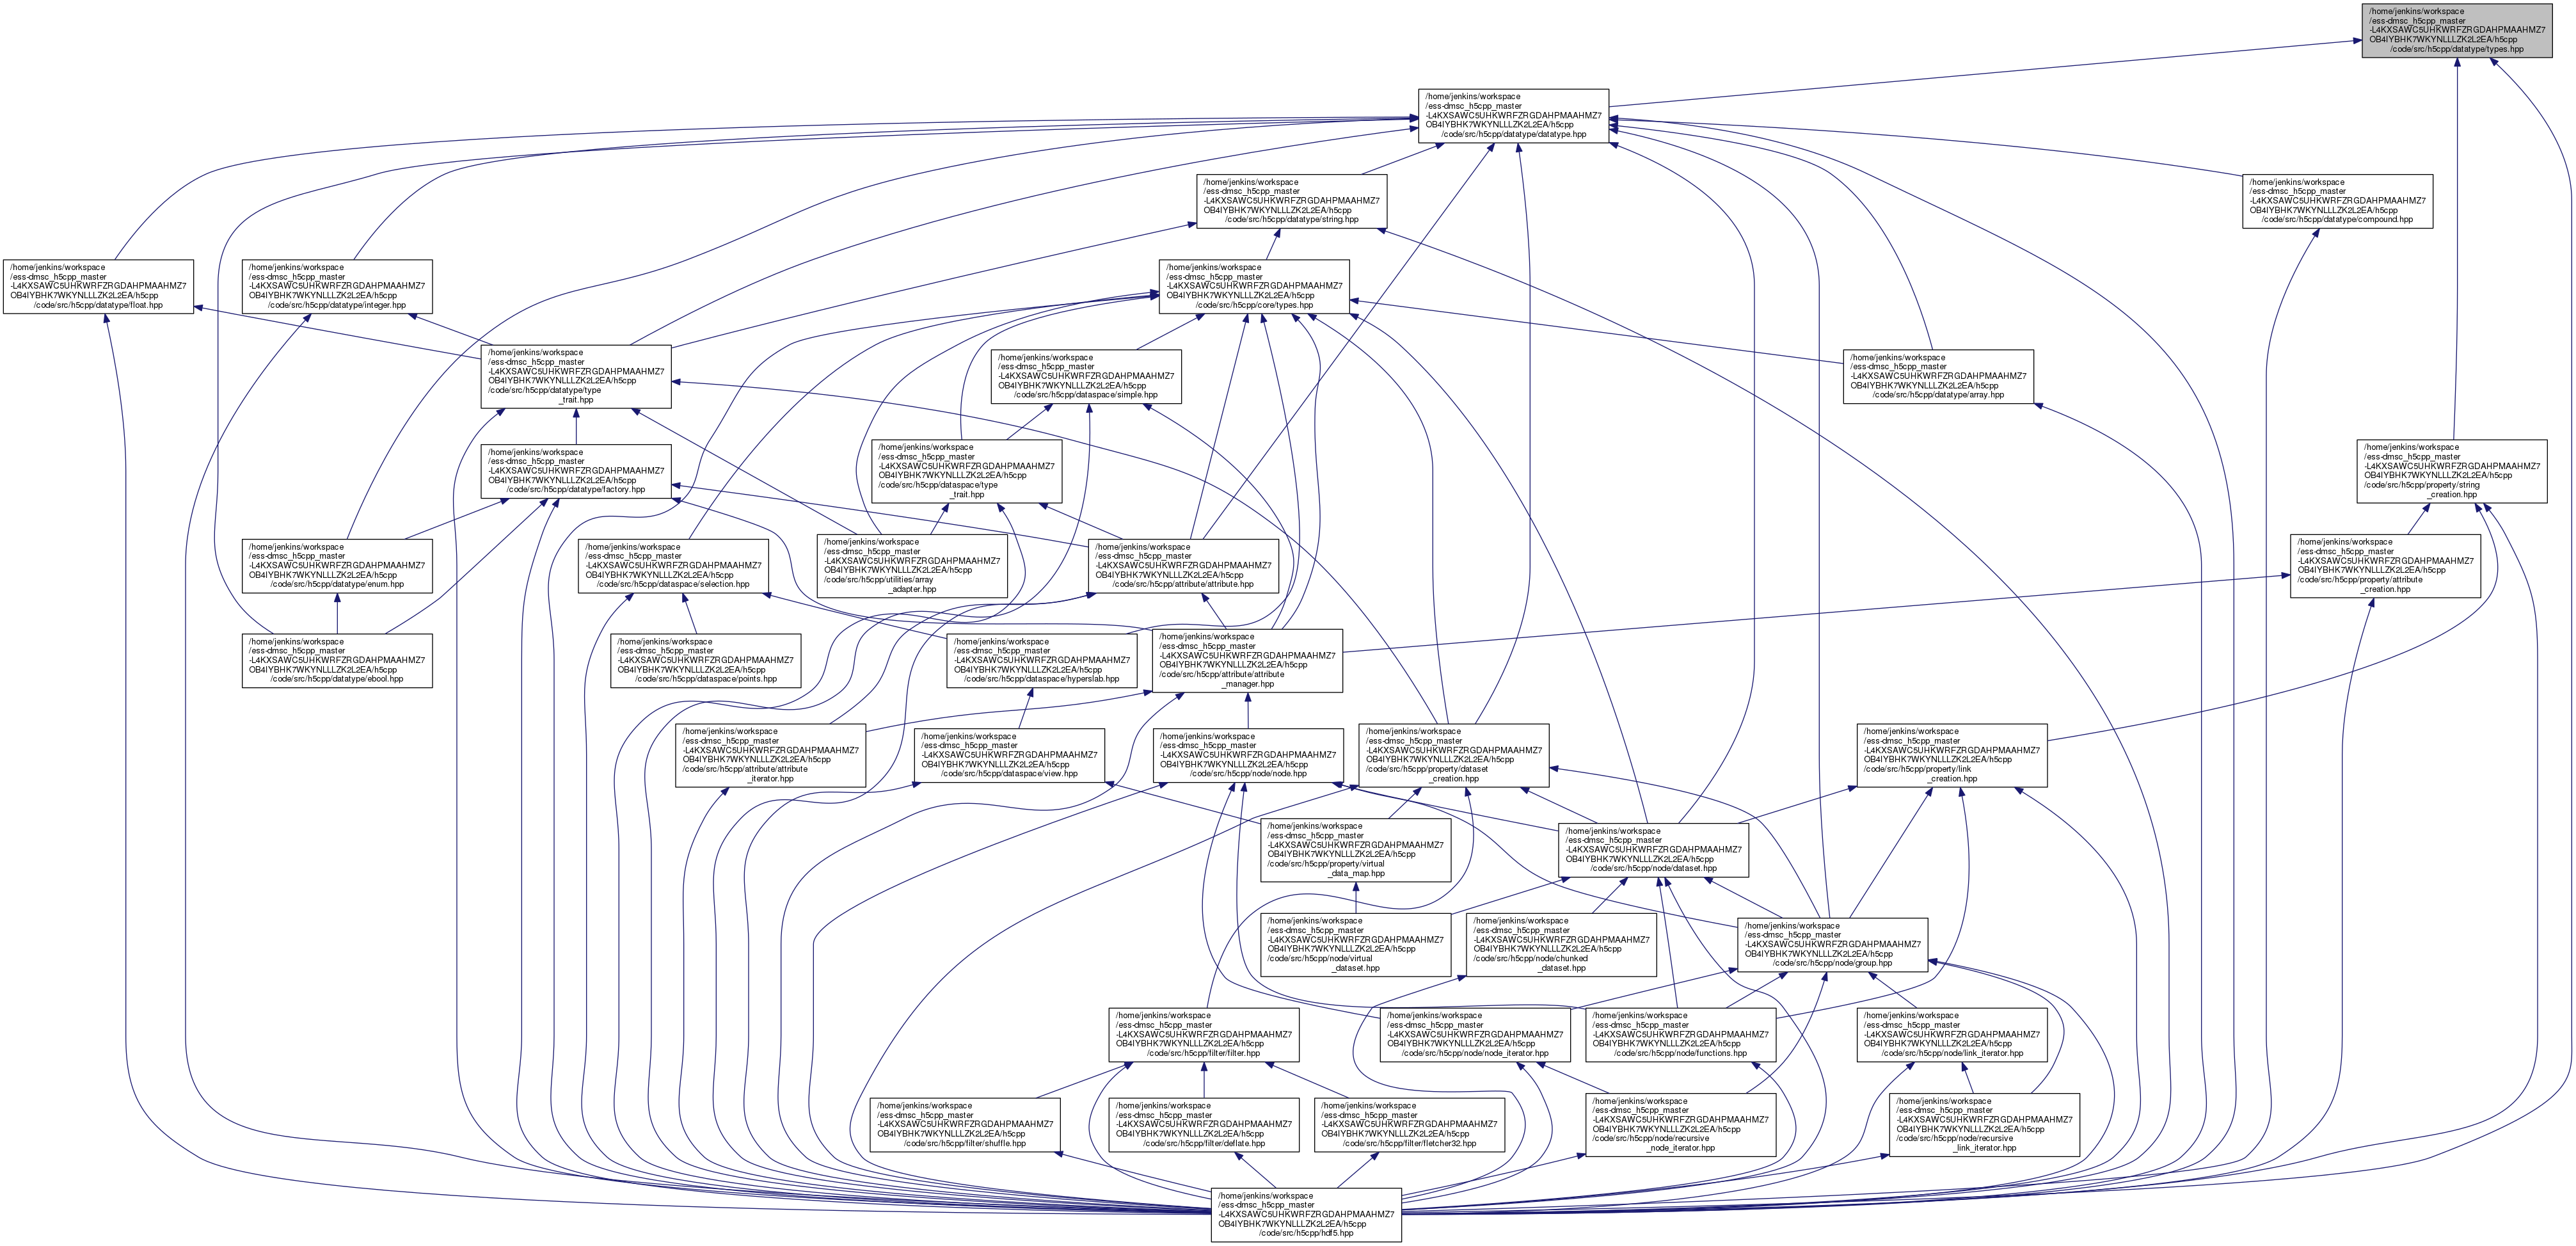 /home/jenkins/workspace
/ess-dmsc_h5cpp_master
-L4KXSAWC5UHKWRFZRGDAHPMAAHMZ7
OB4IYBHK7WKYNLLLZK2L2EA/h5cpp
/code/src/h5cpp/datatype/types.hpp
/home/jenkins/workspace
/ess-dmsc_h5cpp_master
-L4KXSAWC5UHKWRFZRGDAHPMAAHMZ7
OB4IYBHK7WKYNLLLZK2L2EA/h5cpp
/code/src/h5cpp/datatype/datatype.hpp
/home/jenkins/workspace
/ess-dmsc_h5cpp_master
-L4KXSAWC5UHKWRFZRGDAHPMAAHMZ7
OB4IYBHK7WKYNLLLZK2L2EA/h5cpp
/code/src/h5cpp/datatype/string.hpp
/home/jenkins/workspace
/ess-dmsc_h5cpp_master
-L4KXSAWC5UHKWRFZRGDAHPMAAHMZ7
OB4IYBHK7WKYNLLLZK2L2EA/h5cpp
/code/src/h5cpp/datatype/compound.hpp
/home/jenkins/workspace
/ess-dmsc_h5cpp_master
-L4KXSAWC5UHKWRFZRGDAHPMAAHMZ7
OB4IYBHK7WKYNLLLZK2L2EA/h5cpp
/code/src/h5cpp/datatype/float.hpp
/home/jenkins/workspace
/ess-dmsc_h5cpp_master
-L4KXSAWC5UHKWRFZRGDAHPMAAHMZ7
OB4IYBHK7WKYNLLLZK2L2EA/h5cpp
/code/src/h5cpp/datatype/integer.hpp
/home/jenkins/workspace
/ess-dmsc_h5cpp_master
-L4KXSAWC5UHKWRFZRGDAHPMAAHMZ7
OB4IYBHK7WKYNLLLZK2L2EA/h5cpp
/code/src/h5cpp/core/types.hpp
/home/jenkins/workspace
/ess-dmsc_h5cpp_master
-L4KXSAWC5UHKWRFZRGDAHPMAAHMZ7
OB4IYBHK7WKYNLLLZK2L2EA/h5cpp
/code/src/h5cpp/datatype/type
_trait.hpp
/home/jenkins/workspace
/ess-dmsc_h5cpp_master
-L4KXSAWC5UHKWRFZRGDAHPMAAHMZ7
OB4IYBHK7WKYNLLLZK2L2EA/h5cpp
/code/src/h5cpp/dataspace/simple.hpp
/home/jenkins/workspace
/ess-dmsc_h5cpp_master
-L4KXSAWC5UHKWRFZRGDAHPMAAHMZ7
OB4IYBHK7WKYNLLLZK2L2EA/h5cpp
/code/src/h5cpp/datatype/array.hpp
/home/jenkins/workspace
/ess-dmsc_h5cpp_master
-L4KXSAWC5UHKWRFZRGDAHPMAAHMZ7
OB4IYBHK7WKYNLLLZK2L2EA/h5cpp
/code/src/h5cpp/datatype/factory.hpp
/home/jenkins/workspace
/ess-dmsc_h5cpp_master
-L4KXSAWC5UHKWRFZRGDAHPMAAHMZ7
OB4IYBHK7WKYNLLLZK2L2EA/h5cpp
/code/src/h5cpp/dataspace/type
_trait.hpp
/home/jenkins/workspace
/ess-dmsc_h5cpp_master
-L4KXSAWC5UHKWRFZRGDAHPMAAHMZ7
OB4IYBHK7WKYNLLLZK2L2EA/h5cpp
/code/src/h5cpp/property/string
_creation.hpp
/home/jenkins/workspace
/ess-dmsc_h5cpp_master
-L4KXSAWC5UHKWRFZRGDAHPMAAHMZ7
OB4IYBHK7WKYNLLLZK2L2EA/h5cpp
/code/src/h5cpp/datatype/enum.hpp
/home/jenkins/workspace
/ess-dmsc_h5cpp_master
-L4KXSAWC5UHKWRFZRGDAHPMAAHMZ7
OB4IYBHK7WKYNLLLZK2L2EA/h5cpp
/code/src/h5cpp/dataspace/selection.hpp
/home/jenkins/workspace
/ess-dmsc_h5cpp_master
-L4KXSAWC5UHKWRFZRGDAHPMAAHMZ7
OB4IYBHK7WKYNLLLZK2L2EA/h5cpp
/code/src/h5cpp/utilities/array
_adapter.hpp
/home/jenkins/workspace
/ess-dmsc_h5cpp_master
-L4KXSAWC5UHKWRFZRGDAHPMAAHMZ7
OB4IYBHK7WKYNLLLZK2L2EA/h5cpp
/code/src/h5cpp/attribute/attribute.hpp
/home/jenkins/workspace
/ess-dmsc_h5cpp_master
-L4KXSAWC5UHKWRFZRGDAHPMAAHMZ7
OB4IYBHK7WKYNLLLZK2L2EA/h5cpp
/code/src/h5cpp/property/attribute
_creation.hpp
/home/jenkins/workspace
/ess-dmsc_h5cpp_master
-L4KXSAWC5UHKWRFZRGDAHPMAAHMZ7
OB4IYBHK7WKYNLLLZK2L2EA/h5cpp
/code/src/h5cpp/datatype/ebool.hpp
/home/jenkins/workspace
/ess-dmsc_h5cpp_master
-L4KXSAWC5UHKWRFZRGDAHPMAAHMZ7
OB4IYBHK7WKYNLLLZK2L2EA/h5cpp
/code/src/h5cpp/dataspace/points.hpp
/home/jenkins/workspace
/ess-dmsc_h5cpp_master
-L4KXSAWC5UHKWRFZRGDAHPMAAHMZ7
OB4IYBHK7WKYNLLLZK2L2EA/h5cpp
/code/src/h5cpp/dataspace/hyperslab.hpp
/home/jenkins/workspace
/ess-dmsc_h5cpp_master
-L4KXSAWC5UHKWRFZRGDAHPMAAHMZ7
OB4IYBHK7WKYNLLLZK2L2EA/h5cpp
/code/src/h5cpp/attribute/attribute
_manager.hpp
/home/jenkins/workspace
/ess-dmsc_h5cpp_master
-L4KXSAWC5UHKWRFZRGDAHPMAAHMZ7
OB4IYBHK7WKYNLLLZK2L2EA/h5cpp
/code/src/h5cpp/attribute/attribute
_iterator.hpp
/home/jenkins/workspace
/ess-dmsc_h5cpp_master
-L4KXSAWC5UHKWRFZRGDAHPMAAHMZ7
OB4IYBHK7WKYNLLLZK2L2EA/h5cpp
/code/src/h5cpp/dataspace/view.hpp
/home/jenkins/workspace
/ess-dmsc_h5cpp_master
-L4KXSAWC5UHKWRFZRGDAHPMAAHMZ7
OB4IYBHK7WKYNLLLZK2L2EA/h5cpp
/code/src/h5cpp/node/node.hpp
/home/jenkins/workspace
/ess-dmsc_h5cpp_master
-L4KXSAWC5UHKWRFZRGDAHPMAAHMZ7
OB4IYBHK7WKYNLLLZK2L2EA/h5cpp
/code/src/h5cpp/property/dataset
_creation.hpp
/home/jenkins/workspace
/ess-dmsc_h5cpp_master
-L4KXSAWC5UHKWRFZRGDAHPMAAHMZ7
OB4IYBHK7WKYNLLLZK2L2EA/h5cpp
/code/src/h5cpp/property/link
_creation.hpp
/home/jenkins/workspace
/ess-dmsc_h5cpp_master
-L4KXSAWC5UHKWRFZRGDAHPMAAHMZ7
OB4IYBHK7WKYNLLLZK2L2EA/h5cpp
/code/src/h5cpp/property/virtual
_data_map.hpp
/home/jenkins/workspace
/ess-dmsc_h5cpp_master
-L4KXSAWC5UHKWRFZRGDAHPMAAHMZ7
OB4IYBHK7WKYNLLLZK2L2EA/h5cpp
/code/src/h5cpp/node/dataset.hpp
/home/jenkins/workspace
/ess-dmsc_h5cpp_master
-L4KXSAWC5UHKWRFZRGDAHPMAAHMZ7
OB4IYBHK7WKYNLLLZK2L2EA/h5cpp
/code/src/h5cpp/node/virtual
_dataset.hpp
/home/jenkins/workspace
/ess-dmsc_h5cpp_master
-L4KXSAWC5UHKWRFZRGDAHPMAAHMZ7
OB4IYBHK7WKYNLLLZK2L2EA/h5cpp
/code/src/h5cpp/node/chunked
_dataset.hpp
/home/jenkins/workspace
/ess-dmsc_h5cpp_master
-L4KXSAWC5UHKWRFZRGDAHPMAAHMZ7
OB4IYBHK7WKYNLLLZK2L2EA/h5cpp
/code/src/h5cpp/node/group.hpp
/home/jenkins/workspace
/ess-dmsc_h5cpp_master
-L4KXSAWC5UHKWRFZRGDAHPMAAHMZ7
OB4IYBHK7WKYNLLLZK2L2EA/h5cpp
/code/src/h5cpp/filter/filter.hpp
/home/jenkins/workspace
/ess-dmsc_h5cpp_master
-L4KXSAWC5UHKWRFZRGDAHPMAAHMZ7
OB4IYBHK7WKYNLLLZK2L2EA/h5cpp
/code/src/h5cpp/node/node_iterator.hpp
/home/jenkins/workspace
/ess-dmsc_h5cpp_master
-L4KXSAWC5UHKWRFZRGDAHPMAAHMZ7
OB4IYBHK7WKYNLLLZK2L2EA/h5cpp
/code/src/h5cpp/node/functions.hpp
/home/jenkins/workspace
/ess-dmsc_h5cpp_master
-L4KXSAWC5UHKWRFZRGDAHPMAAHMZ7
OB4IYBHK7WKYNLLLZK2L2EA/h5cpp
/code/src/h5cpp/node/link_iterator.hpp
/home/jenkins/workspace
/ess-dmsc_h5cpp_master
-L4KXSAWC5UHKWRFZRGDAHPMAAHMZ7
OB4IYBHK7WKYNLLLZK2L2EA/h5cpp
/code/src/h5cpp/filter/shuffle.hpp
/home/jenkins/workspace
/ess-dmsc_h5cpp_master
-L4KXSAWC5UHKWRFZRGDAHPMAAHMZ7
OB4IYBHK7WKYNLLLZK2L2EA/h5cpp
/code/src/h5cpp/filter/deflate.hpp
/home/jenkins/workspace
/ess-dmsc_h5cpp_master
-L4KXSAWC5UHKWRFZRGDAHPMAAHMZ7
OB4IYBHK7WKYNLLLZK2L2EA/h5cpp
/code/src/h5cpp/filter/fletcher32.hpp
/home/jenkins/workspace
/ess-dmsc_h5cpp_master
-L4KXSAWC5UHKWRFZRGDAHPMAAHMZ7
OB4IYBHK7WKYNLLLZK2L2EA/h5cpp
/code/src/h5cpp/node/recursive
_node_iterator.hpp
/home/jenkins/workspace
/ess-dmsc_h5cpp_master
-L4KXSAWC5UHKWRFZRGDAHPMAAHMZ7
OB4IYBHK7WKYNLLLZK2L2EA/h5cpp
/code/src/h5cpp/node/recursive
_link_iterator.hpp
/home/jenkins/workspace
/ess-dmsc_h5cpp_master
-L4KXSAWC5UHKWRFZRGDAHPMAAHMZ7
OB4IYBHK7WKYNLLLZK2L2EA/h5cpp
/code/src/h5cpp/hdf5.hpp